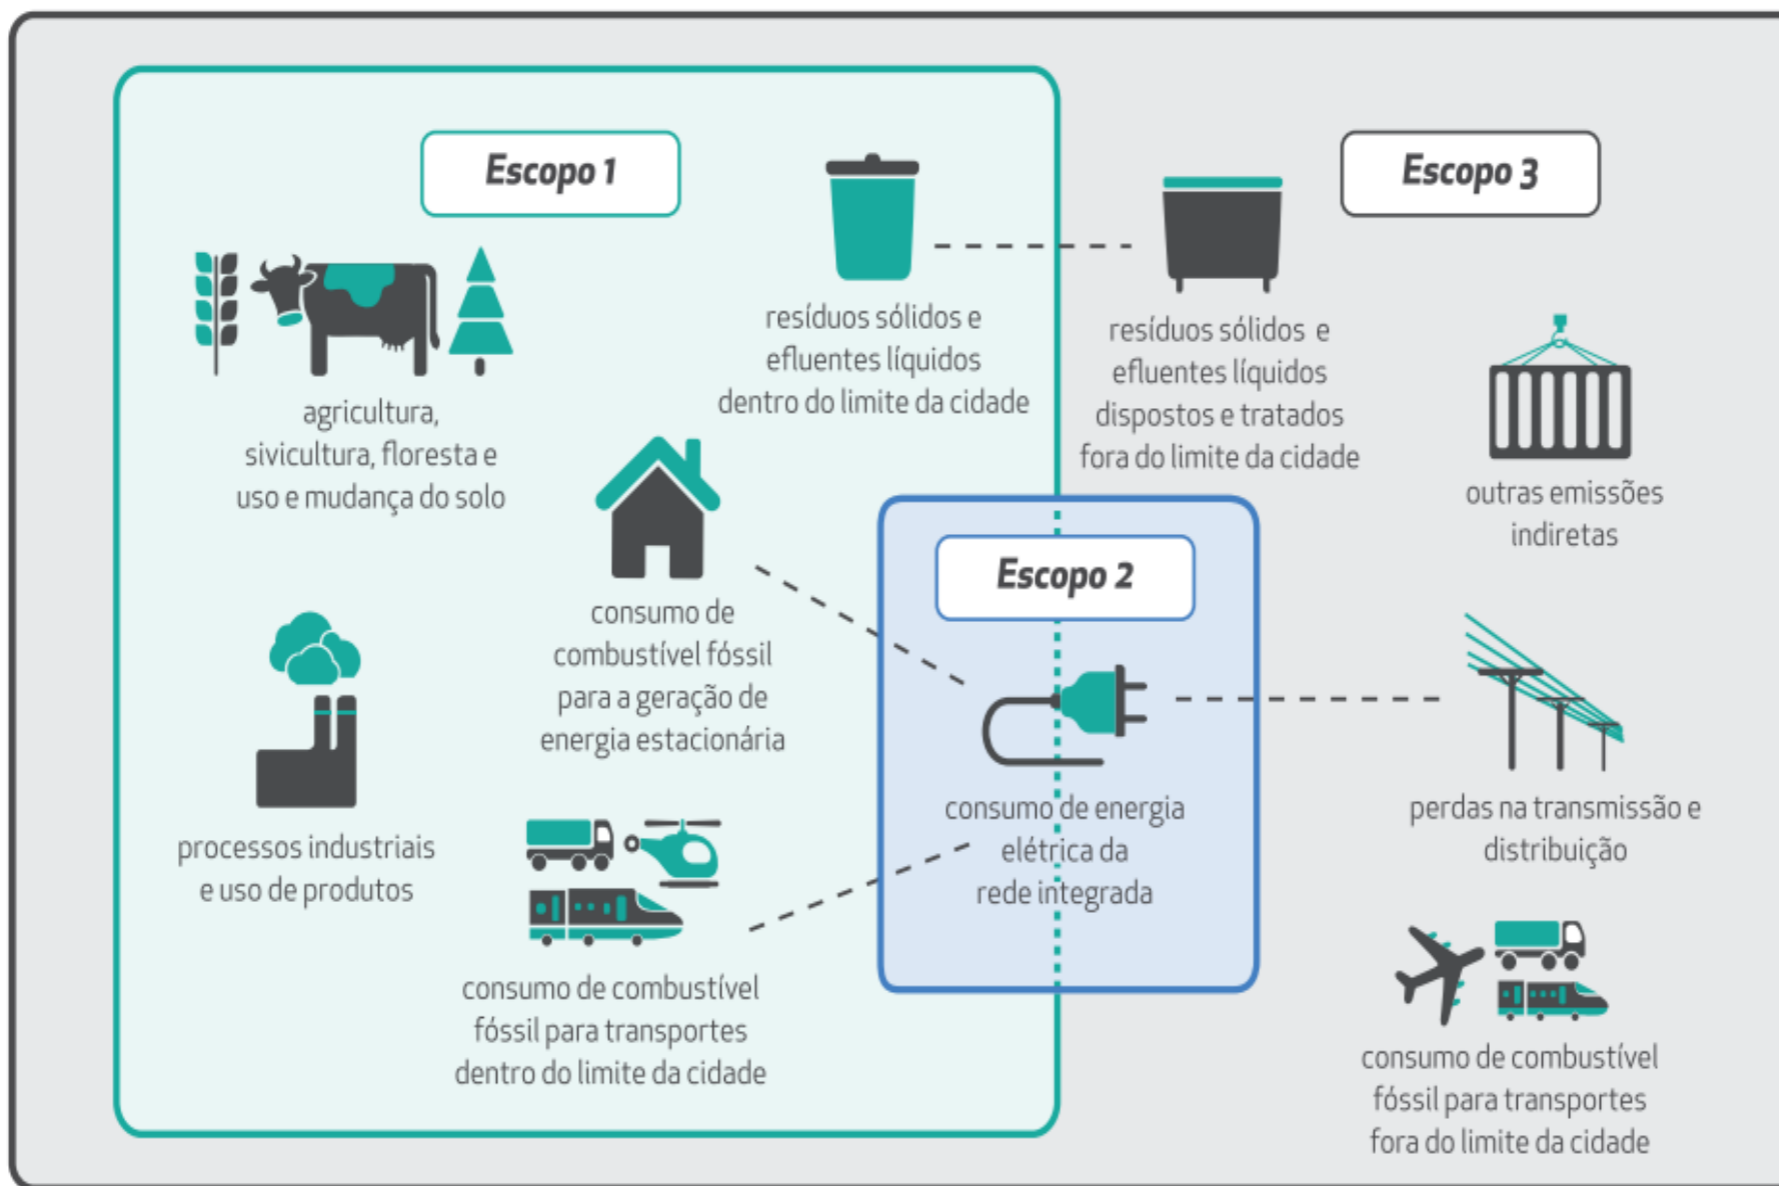 Escopo 1
agricultura,
sivicultura, floresta e
uso e mudança do solo
resíduos sólidos e
efluentes líquidos
dentro do limite da cidade
consumo de
combustível fóssil
para a geração de
energia estacionária
processos industriais
e uso de produtos
consumo de combustível
fóssil para transportes
dentro do limite da cidade
Escopo 2
consumo de energia
elétrica da
rede integrada
Escopo 3
resíduos sólidos e
efluentes líquidos
dispostos e tratados
fora do limite da cidade
outras emissões
indiretas
perdas na transmissão e
distribuição
consumo de combustível
fóssil para transportes
fora do limite da cidade